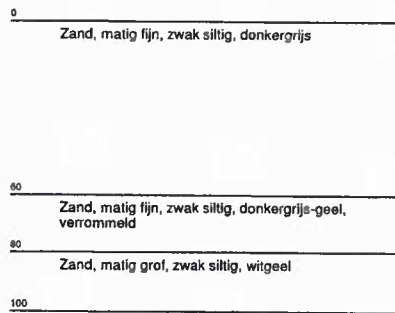 0
Zand, matig fijn, zwak siltig, donkergrijs
60
Zand, matig fijn, zwak siltig, donkergrijs-geel,
verrommeld
80
Zand, matig grof, zwak siltig, witgeel
100